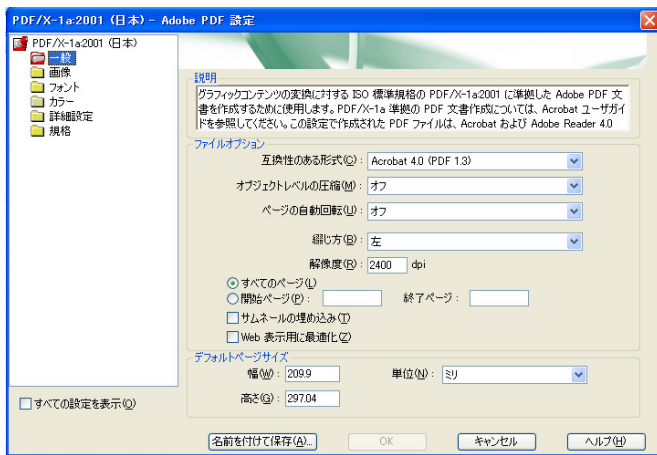 PDF/X-1a:2001 (日本) - Adobe PDF 設定
PDF/X-1a:2001 (日本)
一般
画像
フォント
カラー
詳細設定
規格
すべての設定を表示(Q)
説明
グラフィックコンテンツの変換に対する ISO 標準規格の PDF/X-1a:2001 に準拠した Adobe PDF 文
書を作成するために使用します。PDF/X-1a 準拠の PDF 文書作成については、Acrobat ユーザガイ
ドを参照してください。この設定で作成された PDF ファイルは、Acrobat および Adobe Reader 4.0
ファイルオプション
互換性のある形式(C): Acrobat 4.0 (PDF 1.3)
オブジェクトレベルの圧縮(M): オフ
ページの自動回転(U): オフ
綴じ方(B): 左
解像度(R): 2400 dpi
すべてのページ(L)
開始ページ(P): 終了ページ:
サムネールの埋め込み(T)
Web 表示用に最適化(Z)
デフォルトページサイズ
幅(W): 209.9 単位(N): ミリ
高さ(G): 297.04
名前を付けて保存(A)... OK キャンセル ヘルプ(H)